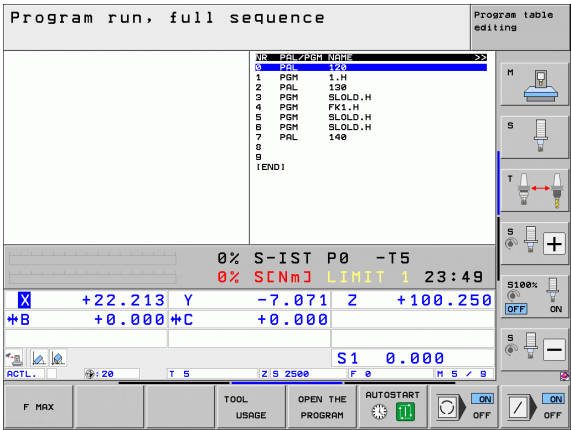 Program run, full sequence
Program table
editing
NR PAL/PGM NAME >>
0 PAL 120
1 PGM 1.H
2 PAL 130
3 PGM SLOLD.H
4 PGM FK1.H
5 PGM SLOLD.H
6 PGM SLOLD.H
7 PAL 140
8
9
[END]
M
S
T
S
+
S100%
OFF ON
S
−
0% S-IST P0 -T5
0% S[Nm] LIMIT 1 23:49
X +22.213 Y -7.071 Z +100.250
B +0.000 C +0.000
S1 0.000
ACTL. : 20 T 5 Z S 2500 F 0 M 5 / 9
F MAX
TOOL
USAGE
OPEN THE
PROGRAM
AUTOSTART
ON
OFF
ON
OFF